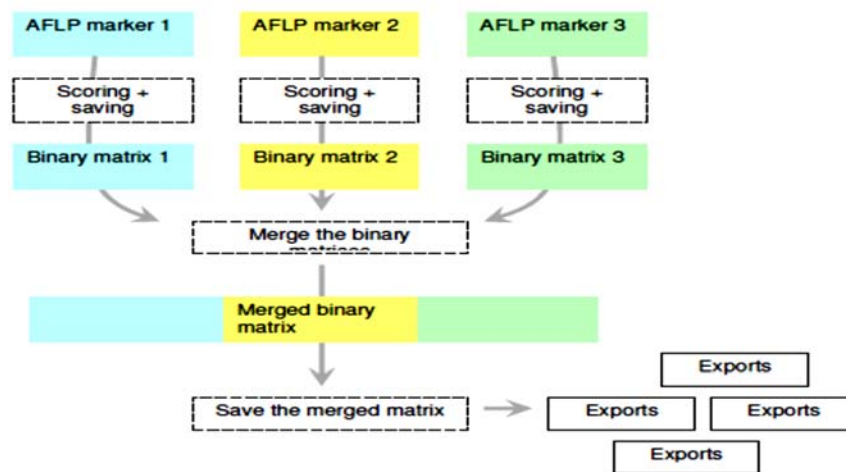 AFLP marker 1
AFLP marker 2
AFLP marker 3
Scoring +
saving
Scoring +
saving
Scoring +
saving
Binary matrix 1
Binary matrix 2
Binary matrix 3
Merge the binary
matrices
Merged binary
matrix
Save the merged matrix
Exports
Exports
Exports
Exports